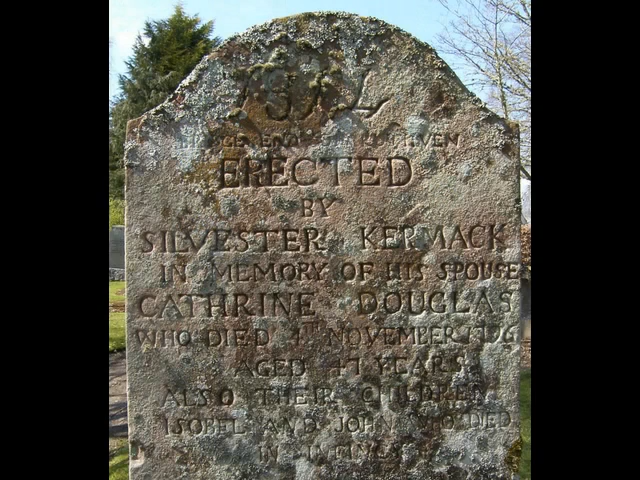 ERECTED
BY
SILVESTER KERMACK
IN MEMORY OF HIS SPOUSE
CATHRINE DOUGLAS
WHO DIED NOVEMBER
AGED 47 YEARS
ALSO THEIR CHILDREN
ISOBEL AND JOHN WHO DIED
IN